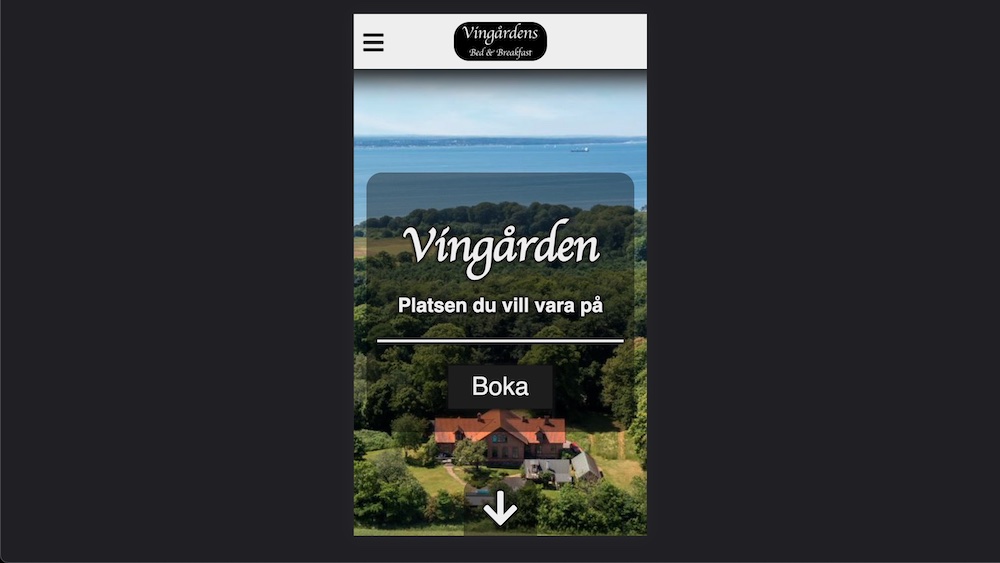 Vingårdens
Bed & Breakfast
Vingården
Platsen du vill vara på
Boka